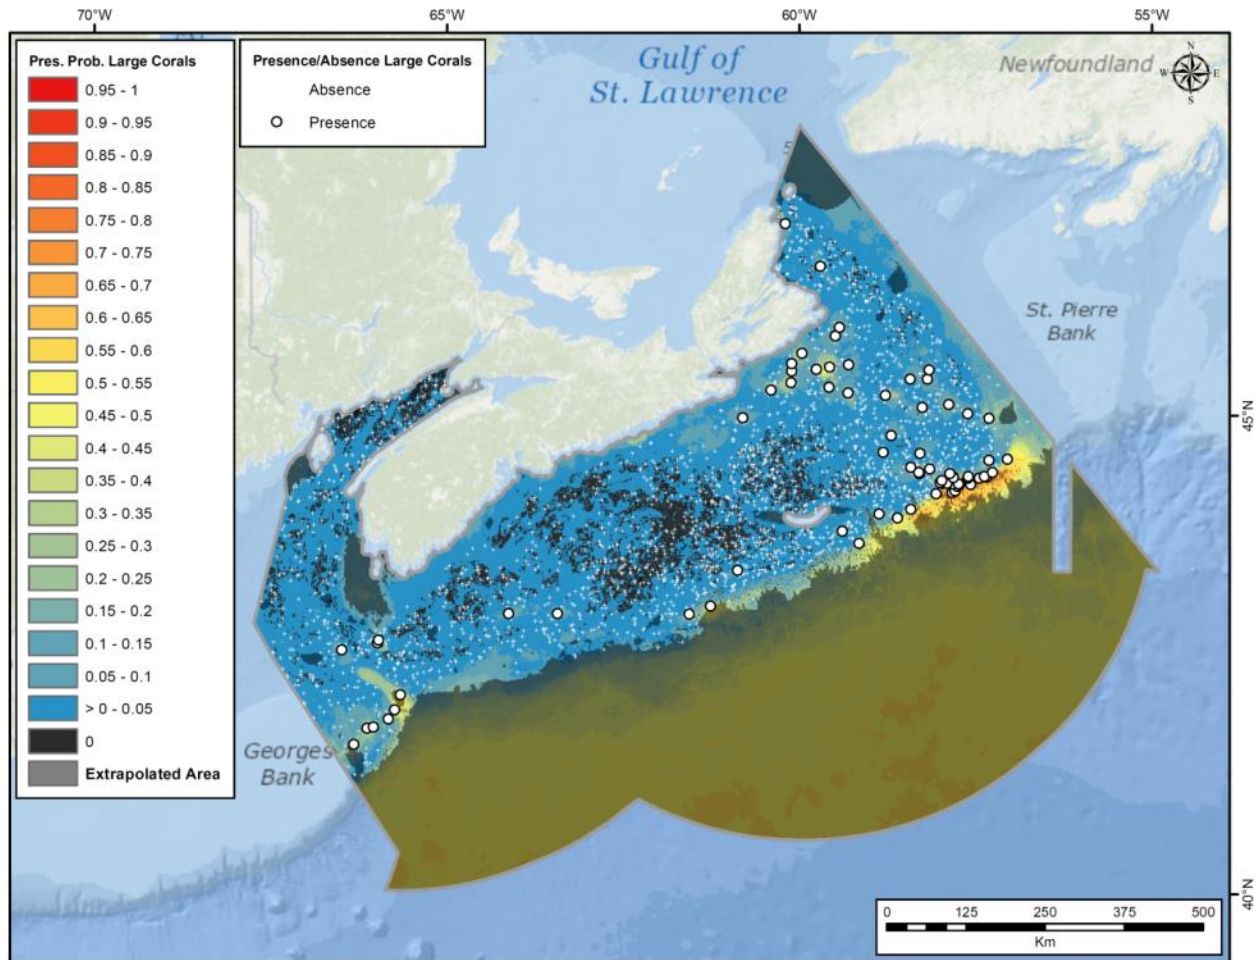 70°W 65°W 60°W 55°W
Pres. Prob. Large Corals
0.95 - 1
0.9 - 0.95
0.85 - 0.9
0.8 - 0.85
0.75 - 0.8
0.7 - 0.75
0.65 - 0.7
0.6 - 0.65
0.55 - 0.6
0.5 - 0.55
0.45 - 0.5
0.4 - 0.45
0.35 - 0.4
0.3 - 0.35
0.25 - 0.3
0.2 - 0.25
0.15 - 0.2
0.1 - 0.15
0.05 - 0.1
> 0 - 0.05
0
Extrapolated Area
Presence/Absence Large Corals
Absence
Presence
Gulf of
St. Lawrence
Newfoundland
N
W E
S
St. Pierre
Bank
45°N
Georges
Bank
40°N
0 125 250 375 500
Km